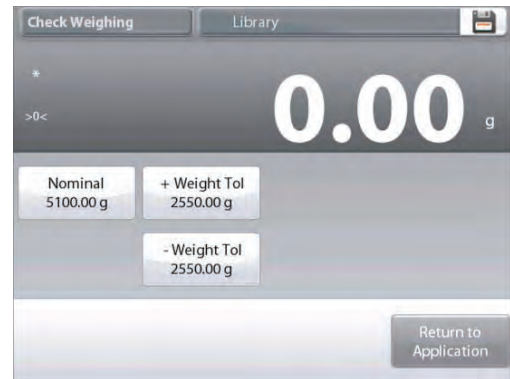 Check Weighing
Library
*
>0<
0.00 g
Nominal
5100.00 g
+ Weight Tol
2550.00 g
- Weight Tol
2550.00 g
Return to
Application